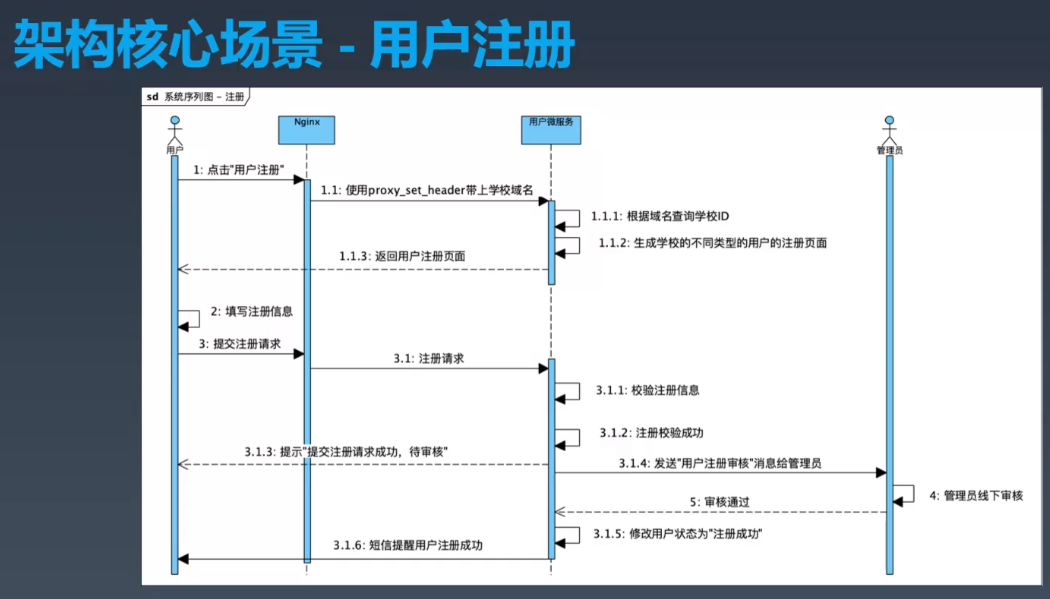 架构核心场景 - 用户注册
sd 系统序列图 - 注册
用户
Nginx
用户微服务
管理员
1: 点击"用户注册"
1.1: 使用proxy_set_header带上学校域名
1.1.1: 根据域名查询学校ID
1.1.2: 生成学校的不同类型的用户的注册页面
1.1.3: 返回用户注册页面
2: 填写注册信息
3: 提交注册请求
3.1: 注册请求
3.1.1: 校验注册信息
3.1.2: 注册校验成功
3.1.3: 提示"提交注册请求成功，待审核"
3.1.4: 发送"用户注册审核"消息给管理员
4: 管理员线下审核
5: 审核通过
3.1.5: 修改用户状态为"注册成功"
3.1.6: 短信提醒用户注册成功